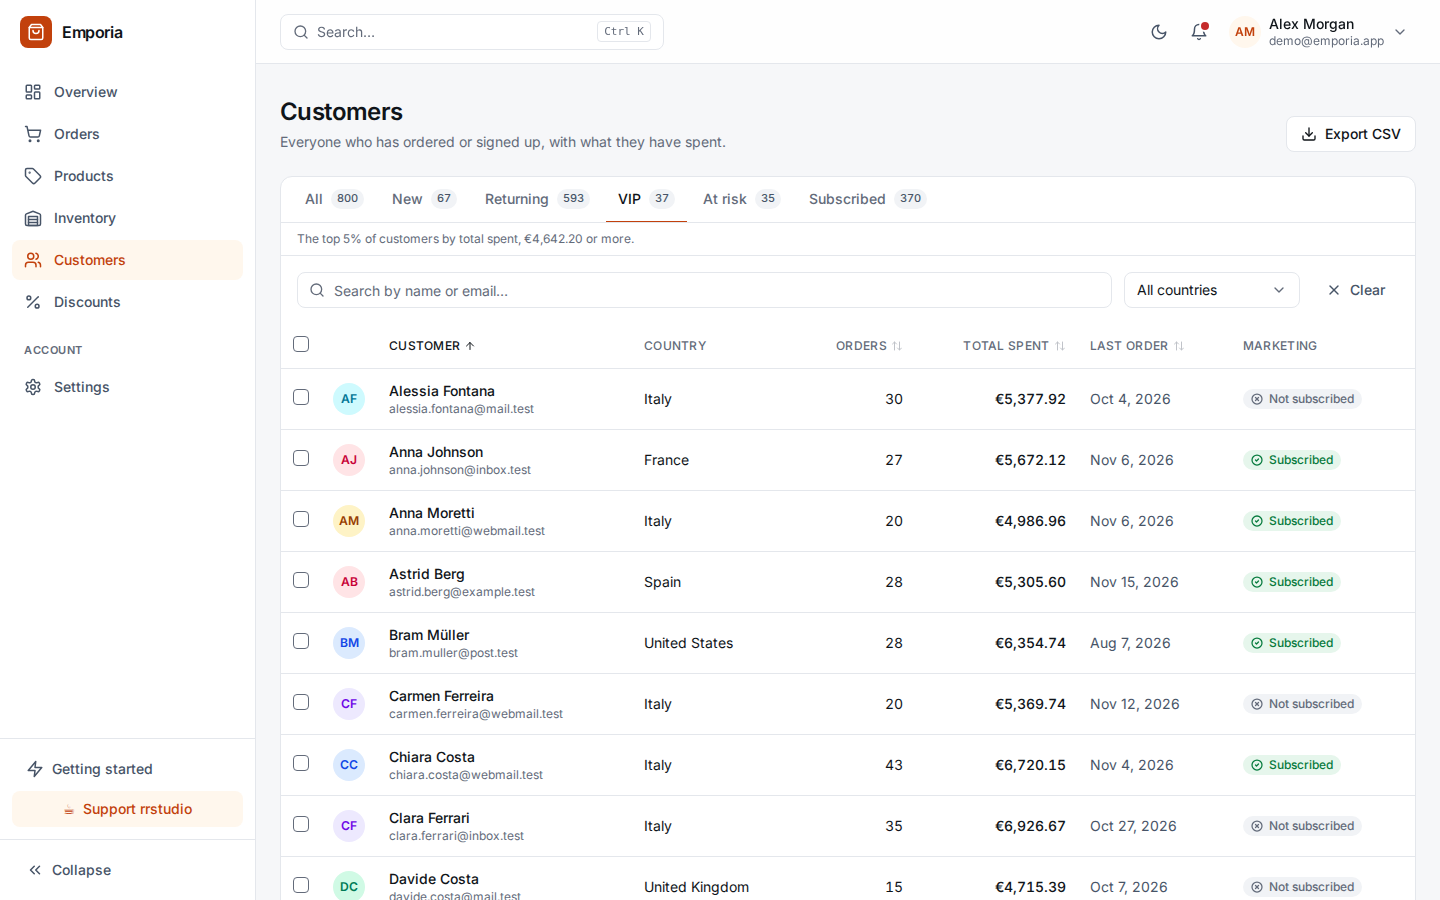 Emporia
Search...
Ctrl K
AM
Alex Morgan
demo@emporia.app
Overview
Orders
Products
Inventory
Customers
Discounts
ACCOUNT
Settings
Getting started
Support rrstudio
Collapse
Customers
Everyone who has ordered or signed up, with what they have spent.
Export CSV
All 800
New 67
Returning 593
VIP 37
At risk 35
Subscribed 370
The top 5% of customers by total spent, €4,642.20 or more.
Search by name or email...
All countries
Clear
CUSTOMER COUNTRY ORDERS TOTAL SPENT LAST ORDER MARKETING
AF Alessia Fontana Italy 30 €5,377.92 Oct 4, 2026 Not subscribed
alessia.fontana@mail.test
AJ Anna Johnson France 27 €5,672.12 Nov 6, 2026 Subscribed
anna.johnson@inbox.test
AM Anna Moretti Italy 20 €4,986.96 Nov 6, 2026 Subscribed
anna.moretti@webmail.test
AB Astrid Berg Spain 28 €5,305.60 Nov 15, 2026 Subscribed
astrid.berg@example.test
BM Bram Müller United States 28 €6,354.74 Aug 7, 2026 Subscribed
bram.muller@post.test
CF Carmen Ferreira Italy 20 €5,369.74 Nov 12, 2026 Not subscribed
carmen.ferreira@webmail.test
CC Chiara Costa Italy 43 €6,720.15 Nov 4, 2026 Subscribed
chiara.costa@webmail.test
CF Clara Ferrari Italy 35 €6,926.67 Oct 27, 2026 Not subscribed
clara.ferrari@inbox.test
DC Davide Costa United Kingdom 15 €4,715.39 Oct 7, 2026 Not subscribed
davide.costa@mail.test